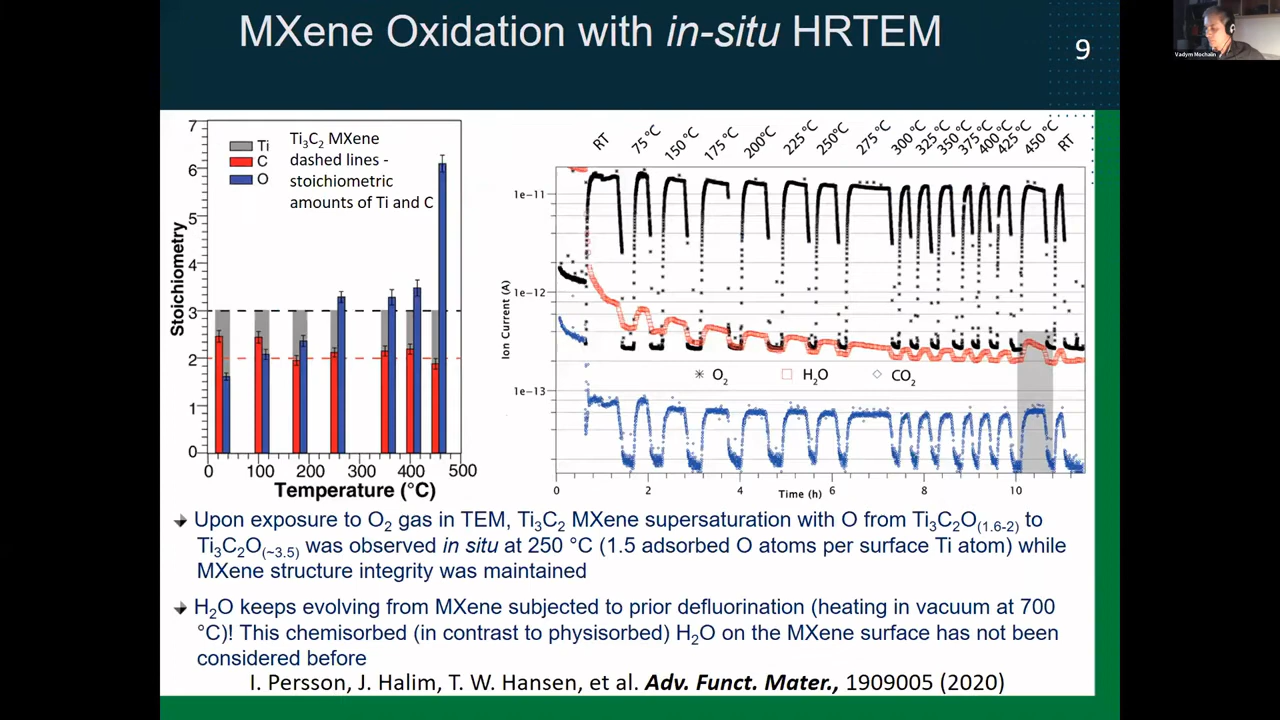 MXene Oxidation with in-situ HRTEM
9
Vadym Mochalin
7
6
5
4
3
2
1
0
Stoichiometry
Ti
C
O
Ti3C2 MXene
dashed lines -
stoichiometric
amounts of Ti and C
0 100 200 300 400 500
Temperature (°C)
RT 75 °C 150 °C 175 °C 200°C 225 °C 250°C 275 °C 300 °C 325 °C 350 °C 375 °C 400 °C 425 °C 450 °C RT
1e-11
1e-12
1e-13
Ion Current (A)
O2 H2O CO2
0 2 4 6 8 10
Time (h)
Upon exposure to O2 gas in TEM, Ti3C2 MXene supersaturation with O from Ti3C2O(1.6-2) to
Ti3C2O(~3.5) was observed in situ at 250 °C (1.5 adsorbed O atoms per surface Ti atom) while
MXene structure integrity was maintained
H2O keeps evolving from MXene subjected to prior defluorination (heating in vacuum at 700
°C)! This chemisorbed (in contrast to physisorbed) H2O on the MXene surface has not been
considered before
I. Persson, J. Halim, T. W. Hansen, et al. Adv. Funct. Mater., 1909005 (2020)